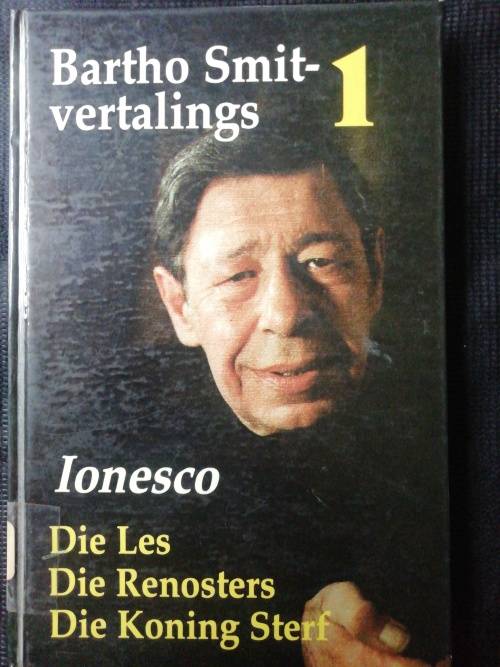 Bartho Smit-
vertalings 1
Ionesco
Die Les
Die Renosters
Die Koning Sterf